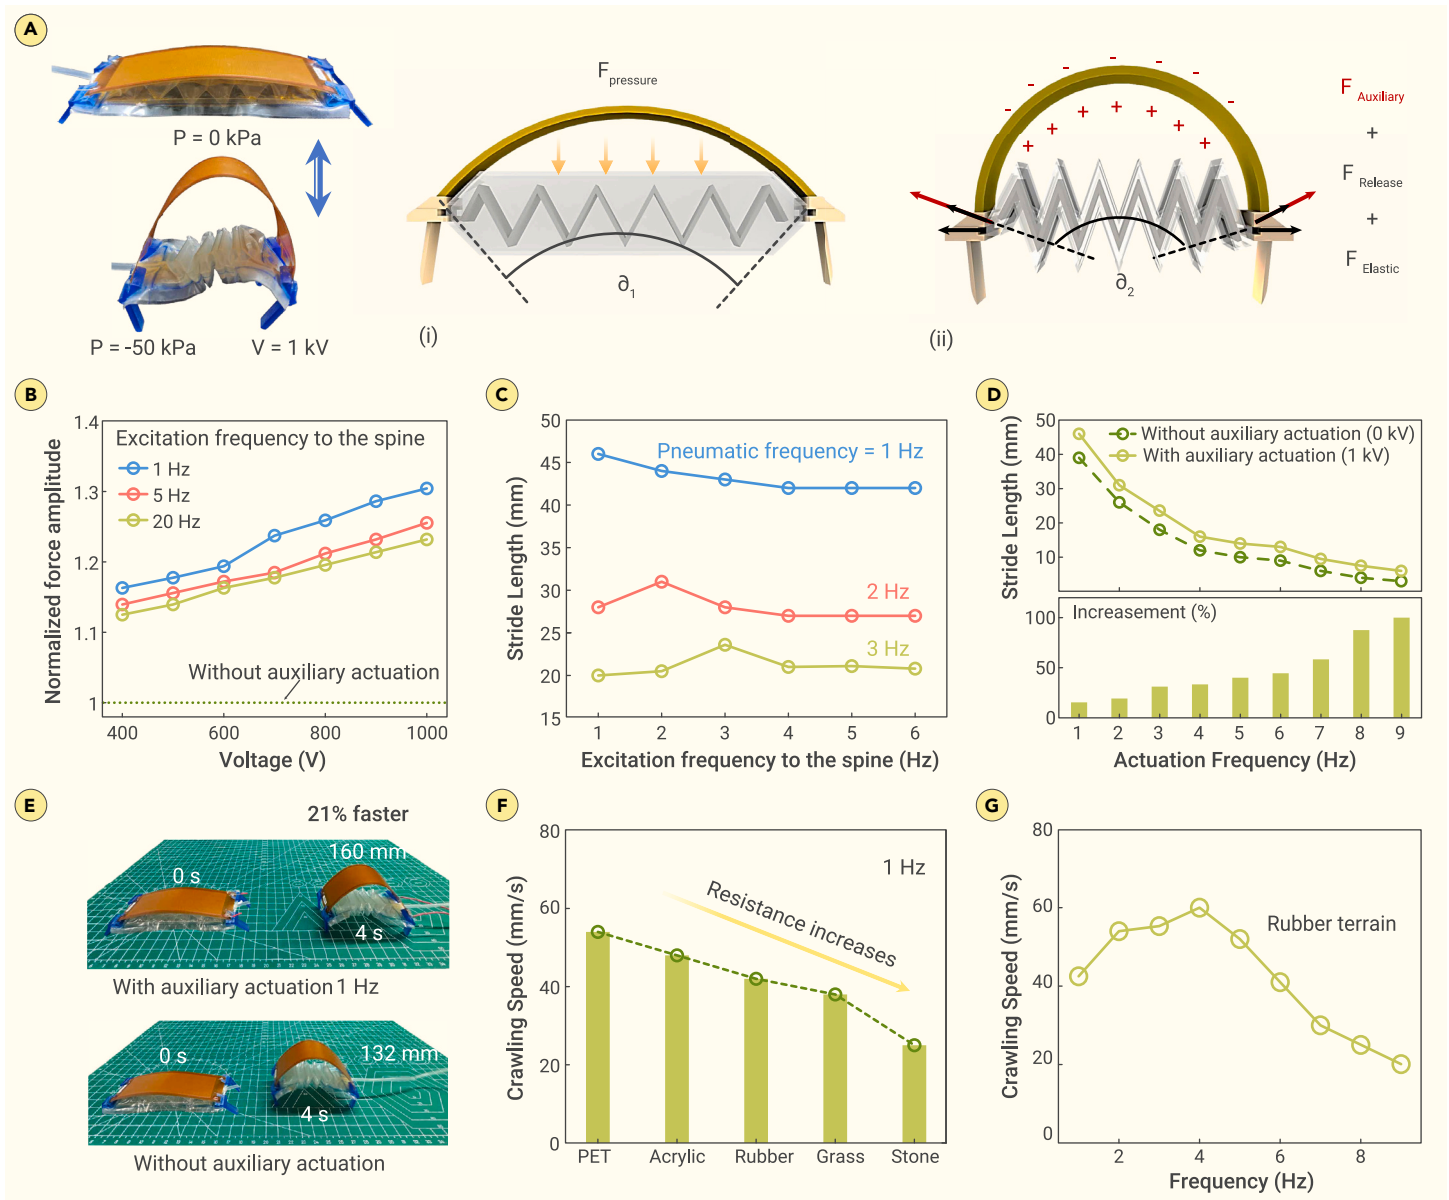 A
P = 0 kPa
P = -50 kPa V = 1 kV
F pressure
∂1
(i)
F Auxiliary
+
F Release
+
F Elastic
∂2
(ii)
- - - - - - -
+ + + + + + + +
B
Normalized force amplitude
1.4
1.3
1.2
1.1
1
Excitation frequency to the spine
1 Hz
5 Hz
20 Hz
Without auxiliary actuation
400 600 800 1000
Voltage (V)
C
Stride Length (mm)
50
45
40
35
30
25
20
15
Pneumatic frequency = 1 Hz
2 Hz
3 Hz
1 2 3 4 5 6
Excitation frequency to the spine (Hz)
D
Stride Length (mm)
50
40
30
20
10
Without auxiliary actuation (0 kV)
With auxiliary actuation (1 kV)
Increasement (%)
100
50
0
1 2 3 4 5 6 7 8 9
Actuation Frequency (Hz)
E
21% faster
160 mm
0 s
4 s
With auxiliary actuation 1 Hz
132 mm
0 s
4 s
Without auxiliary actuation
F
Crawling Speed (mm/s)
80
60
40
20
0
1 Hz
Resistance increases
PET Acrylic Rubber Grass Stone
G
Crawling Speed (mm/s)
80
60
40
20
0
Rubber terrain
2 4 6 8
Frequency (Hz)